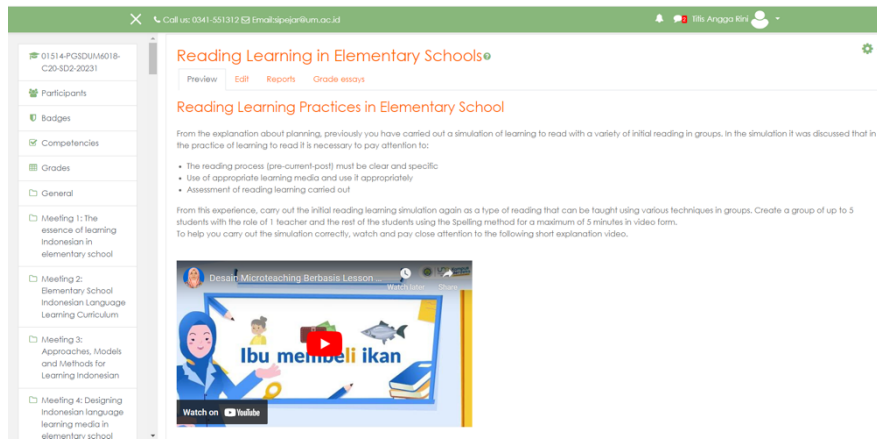 Call us: 0341-551312 Email:sipejar@um.ac.id
2 Titis Angga Rini
01514-PGSDUM6018-
C20-SD2-20231
Participants
Badges
Competencies
Grades
General
Meeting 1: The
essence of learning
Indonesian in
elementary school
Meeting 2:
Elementary School
Indonesian Language
Learning Curriculum
Meeting 3:
Approaches, Models
and Methods for
Learning Indonesian
Meeting 4: Designing
Indonesian language
learning media in
elementary school
Reading Learning in Elementary Schools
Preview Edit Reports Grade essays
Reading Learning Practices in Elementary School
From the explanation about planning, previously you have carried out a simulation of learning to read with a variety of initial reading in groups. In the simulation it was discussed that in
the practice of learning to read it is necessary to pay attention to:
• The reading process (pre-current-post) must be clear and specific
• Use of appropriate learning media and use it appropriately
• Assessment of reading learning carried out
From this experience, carry out the initial reading learning simulation again as a type of reading that can be taught using various techniques in groups. Create a group of up to 5
students with the role of 1 teacher and the rest of the students using the Spelling method for a maximum of 5 minutes in video form.
To help you carry out the simulation correctly, watch and pay close attention to the following short explanation video.
Desain Microteaching Berbasis Lesson ...
Watch later Share
Ibu membeli ikan
Watch on YouTube